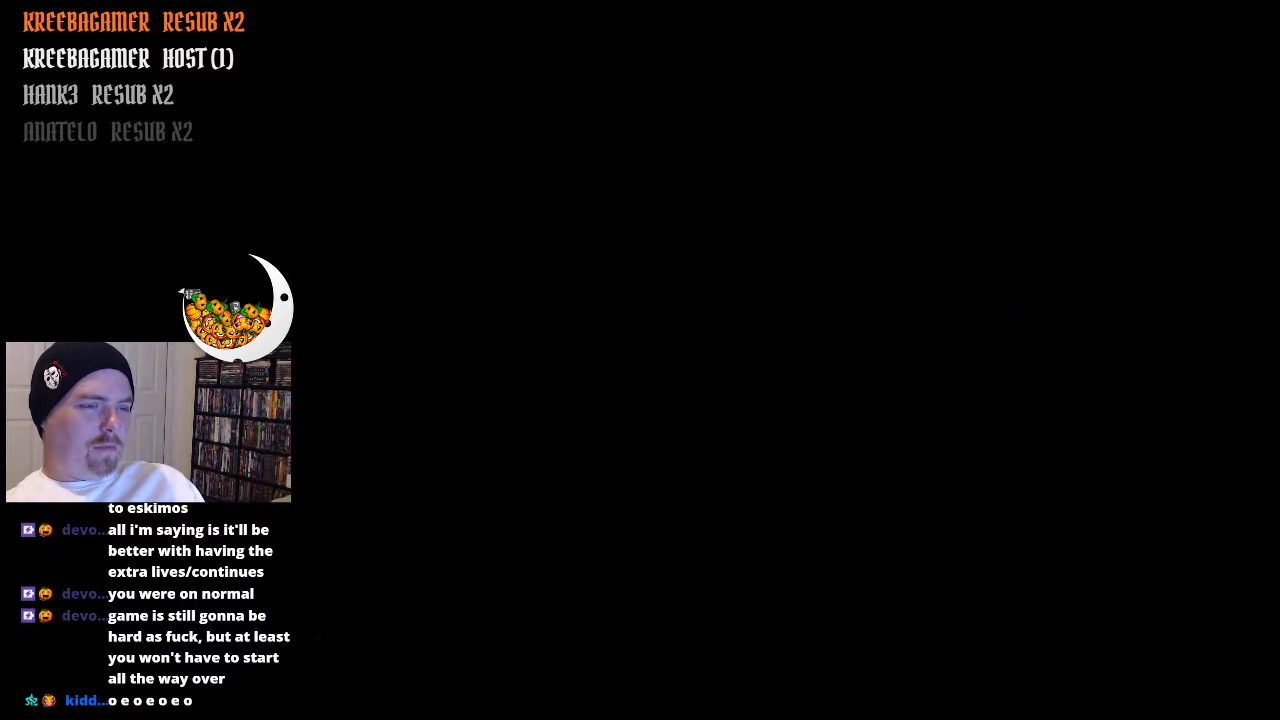 KREEBAGAMER RESUB X2
KREEBAGAMER HOST (1)
HANK3 RESUB X2
ANATELO RESUB X2
to eskimos
devo... all i'm saying is it'll be
better with having the
extra lives/continues
devo... you were on normal
devo... game is still gonna be
hard as fuck, but at least
you won't have to start
all the way over
kidd... o e o e o e o